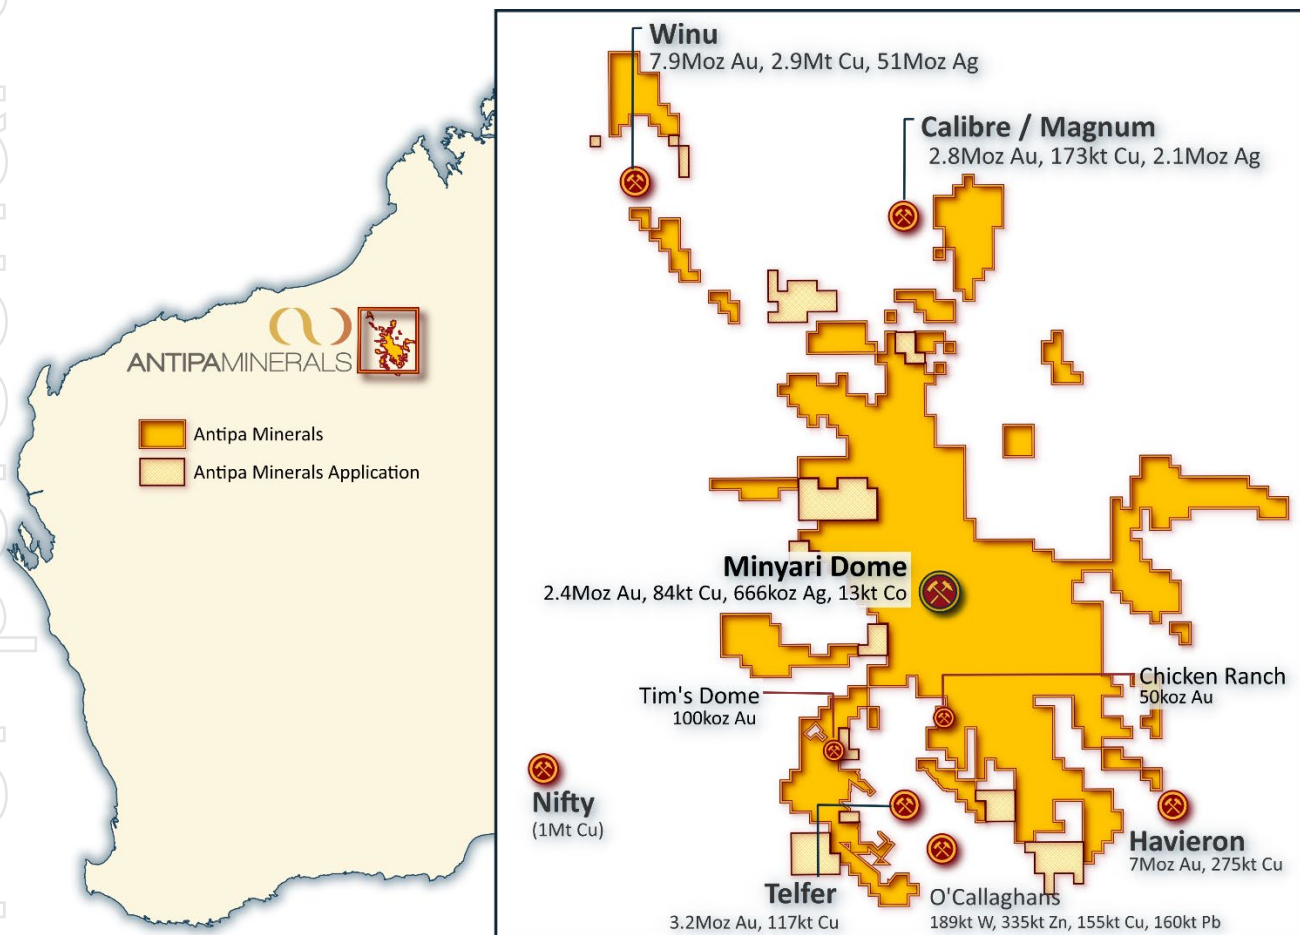 Winu
7.9Moz Au, 2.9Mt Cu, 51Moz Ag
Calibre / Magnum
2.8Moz Au, 173kt Cu, 2.1Moz Ag
ANTIPAMINERALS
Antipa Minerals
Antipa Minerals Application
Minyari Dome
2.4Moz Au, 84kt Cu, 666koz Ag, 13kt Co
Chicken Ranch
50koz Au
Tim's Dome
100koz Au
Nifty
(1Mt Cu)
Havieron
7Moz Au, 275kt Cu
Telfer
3.2Moz Au, 117kt Cu
O'Callaghans
189kt W, 335kt Zn, 155kt Cu, 160kt Pb